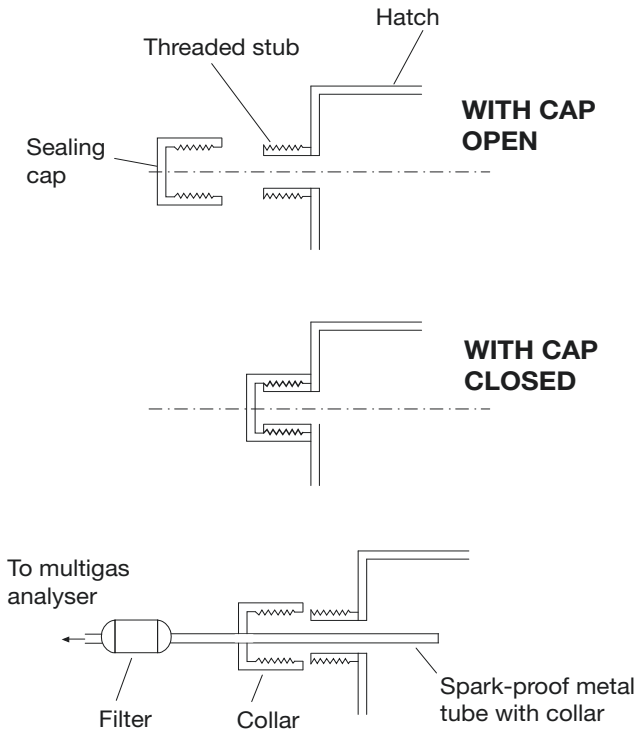 Hatch
Threaded stub
WITH CAP
OPEN
Sealing
cap
WITH CAP
CLOSED
To multigas
analyser
Spark-proof metal
tube with collar
Filter
Collar